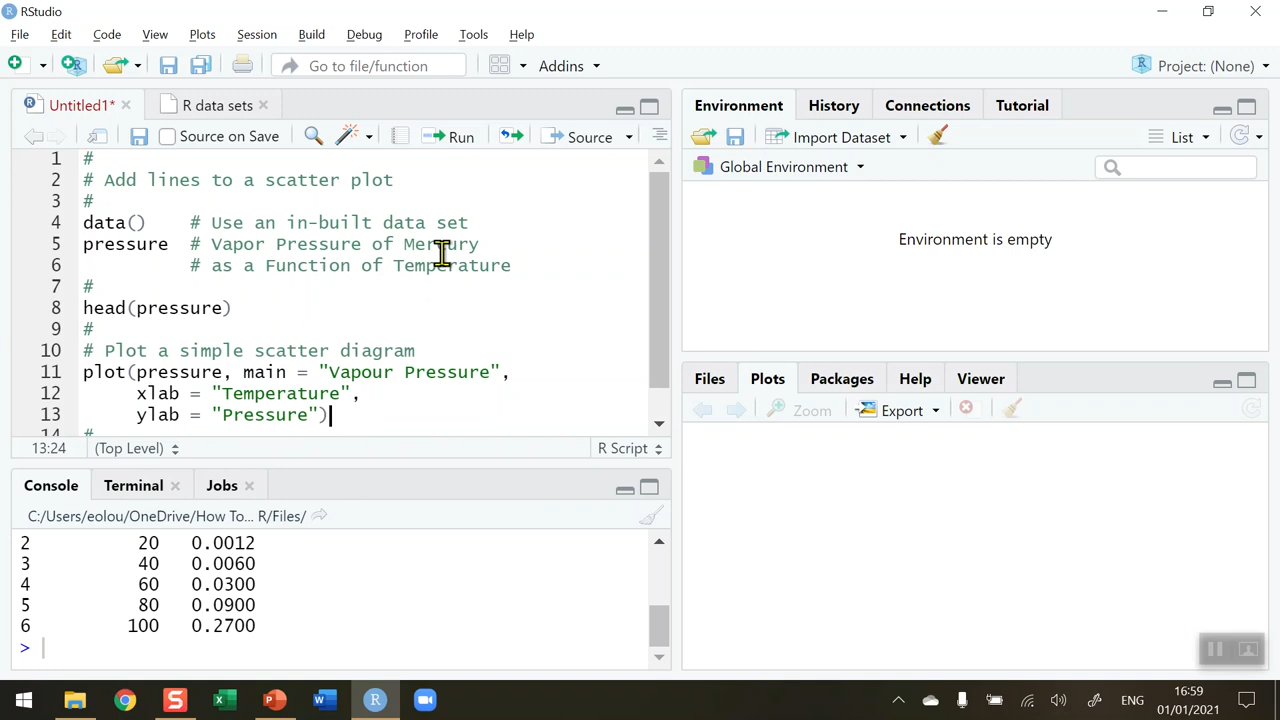 RStudio
File Edit Code View Plots Session Build Debug Profile Tools Help
Go to file/function Addins Project: (None)
Untitled1* R data sets
Source on Save Run Source
1 #
2 # Add lines to a scatter plot
3 #
4 data() # Use an in-built data set
5 pressure # Vapor Pressure of Mercury
6 # as a Function of Temperature
7 #
8 head(pressure)
9 #
10 # Plot a simple scatter diagram
11 plot(pressure, main = "Vapour Pressure",
12 xlab = "Temperature",
13 ylab = "Pressure")
14 #
13:24 (Top Level) R Script
Console Terminal Jobs
C:/Users/eolou/OneDrive/How To... R/Files/
2 20 0.0012
3 40 0.0060
4 60 0.0300
5 80 0.0900
6 100 0.2700
>
Environment History Connections Tutorial
Import Dataset List
Global Environment
Environment is empty
Files Plots Packages Help Viewer
Zoom Export
ENG 16:59
01/01/2021